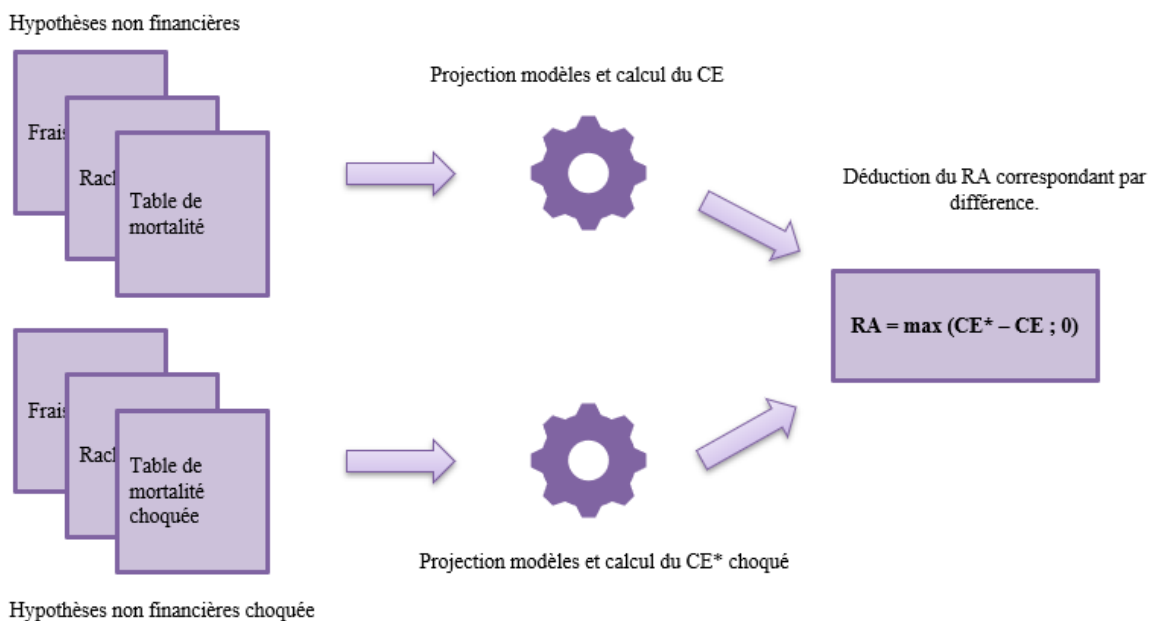 Hypothèses non financières
Projection modèles et calcul du CE
Frais
Table de
mortalité
Déduction du RA correspondant par
différence.
RA = max (CE* – CE ; 0)
Frais
Table de
mortalité
choquée
Projection modèles et calcul du CE* choqué
Hypothèses non financières choquée